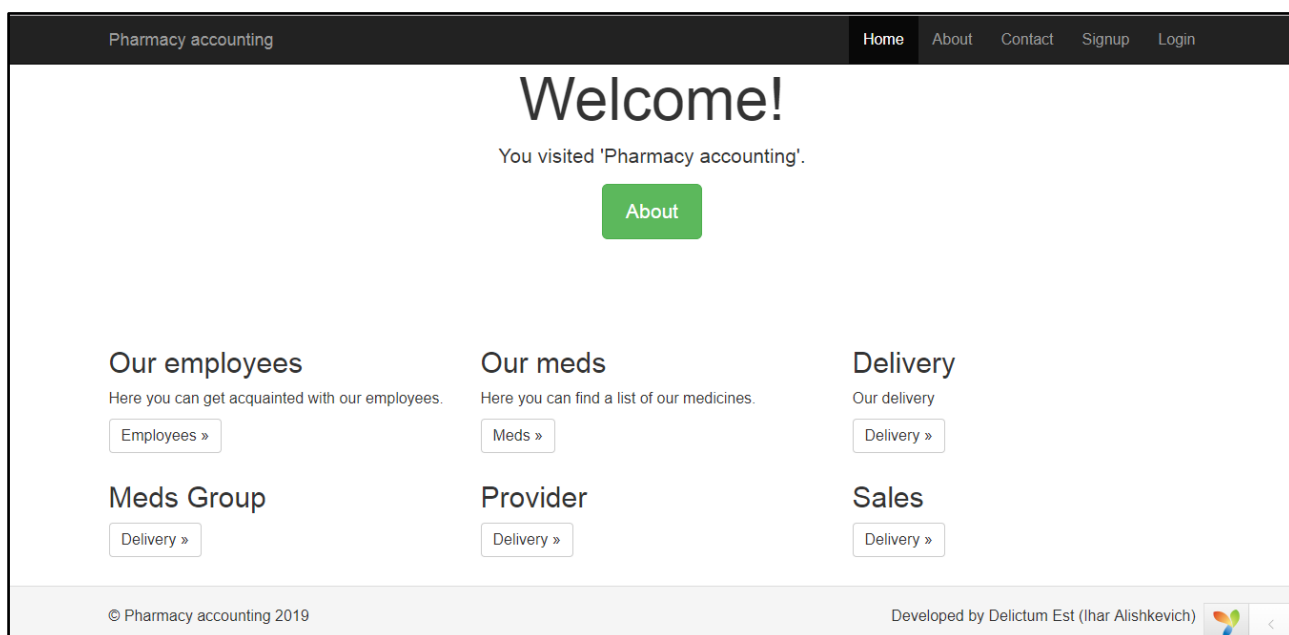 Pharmacy accounting
Home About Contact Signup Login
Welcome!
You visited 'Pharmacy accounting'.
About
Our employees
Here you can get acquainted with our employees.
Employees »
Our meds
Here you can find a list of our medicines.
Meds »
Delivery
Our delivery
Delivery »
Meds Group
Delivery »
Provider
Delivery »
Sales
Delivery »
© Pharmacy accounting 2019
Developed by Delictum Est (Ihar Alishkevich)